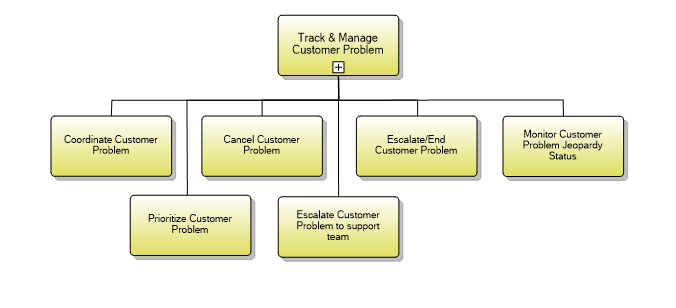 Track & Manage
Customer Problem
Coordinate Customer
Problem
Cancel Customer
Problem
Escalate/End
Customer Problem
Monitor Customer
Problem Jeopardy
Status
Prioritize Customer
Problem
Escalate Customer
Problem to support
team